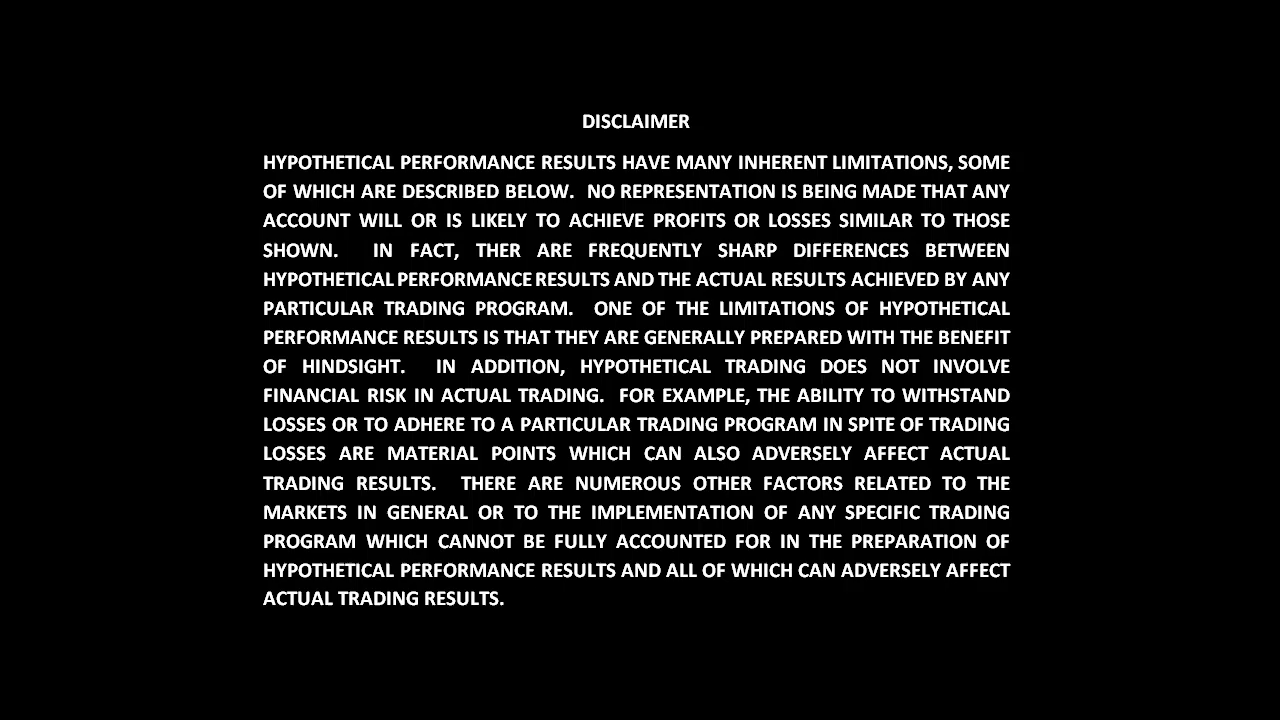 DISCLAIMER
HYPOTHETICAL PERFORMANCE RESULTS HAVE MANY INHERENT LIMITATIONS, SOME
OF WHICH ARE DESCRIBED BELOW. NO REPRESENTATION IS BEING MADE THAT ANY
ACCOUNT WILL OR IS LIKELY TO ACHIEVE PROFITS OR LOSSES SIMILAR TO THOSE
SHOWN. IN FACT, THER ARE FREQUENTLY SHARP DIFFERENCES BETWEEN
HYPOTHETICAL PERFORMANCE RESULTS AND THE ACTUAL RESULTS ACHIEVED BY ANY
PARTICULAR TRADING PROGRAM. ONE OF THE LIMITATIONS OF HYPOTHETICAL
PERFORMANCE RESULTS IS THAT THEY ARE GENERALLY PREPARED WITH THE BENEFIT
OF HINDSIGHT. IN ADDITION, HYPOTHETICAL TRADING DOES NOT INVOLVE
FINANCIAL RISK IN ACTUAL TRADING. FOR EXAMPLE, THE ABILITY TO WITHSTAND
LOSSES OR TO ADHERE TO A PARTICULAR TRADING PROGRAM IN SPITE OF TRADING
LOSSES ARE MATERIAL POINTS WHICH CAN ALSO ADVERSELY AFFECT ACTUAL
TRADING RESULTS. THERE ARE NUMEROUS OTHER FACTORS RELATED TO THE
MARKETS IN GENERAL OR TO THE IMPLEMENTATION OF ANY SPECIFIC TRADING
PROGRAM WHICH CANNOT BE FULLY ACCOUNTED FOR IN THE PREPARATION OF
HYPOTHETICAL PERFORMANCE RESULTS AND ALL OF WHICH CAN ADVERSELY AFFECT
ACTUAL TRADING RESULTS.